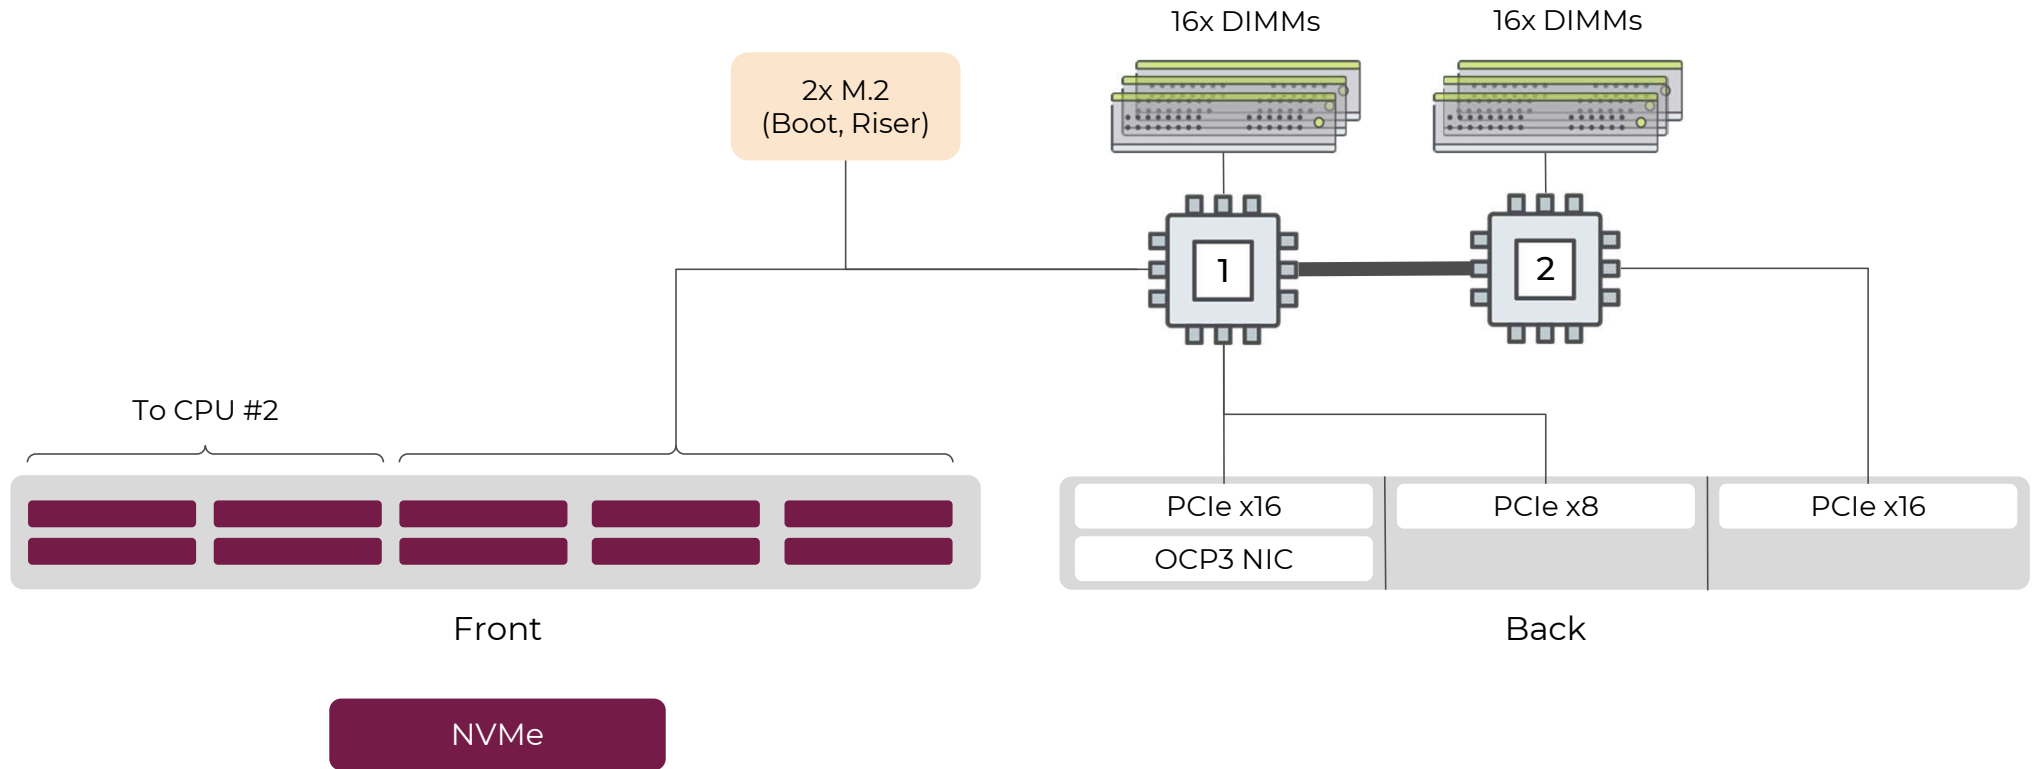 16x DIMMs
16x DIMMs
2x M.2
(Boot, Riser)
1
2
To CPU #2
PCIe x16
PCIe x8
PCIe x16
OCP3 NIC
Front
Back
NVMe